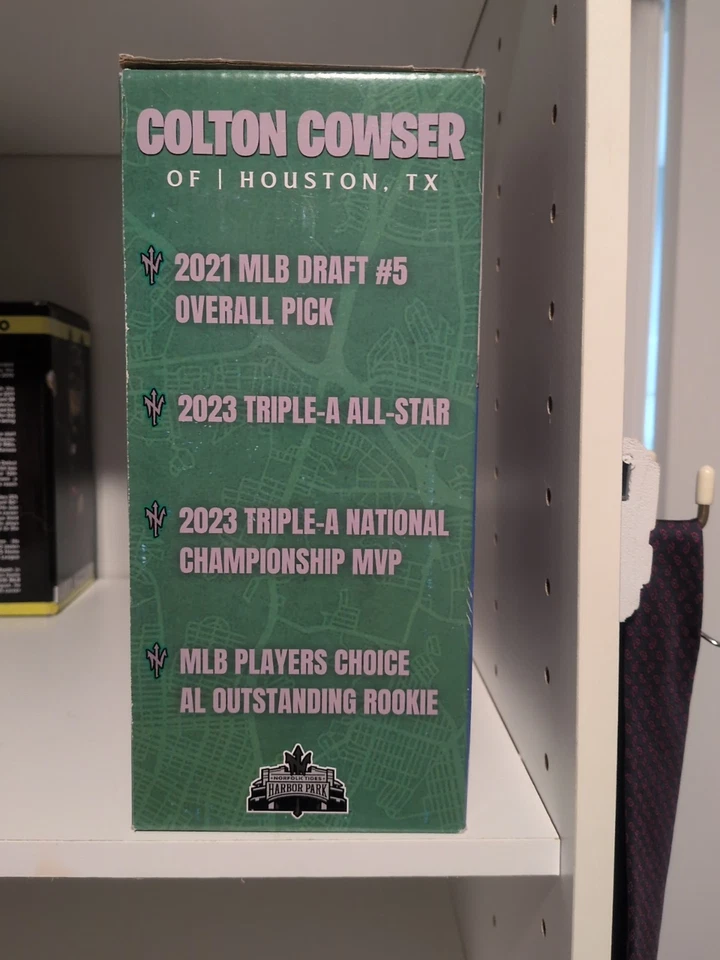 COLTON COWSER
OF | HOUSTON, TX
2021 MLB DRAFT #5
OVERALL PICK
2023 TRIPLE-A ALL-STAR
2023 TRIPLE-A NATIONAL
CHAMPIONSHIP MVP
MLB PLAYERS CHOICE
AL OUTSTANDING ROOKIE
NORFOLK TIDES
HARBOR PARK